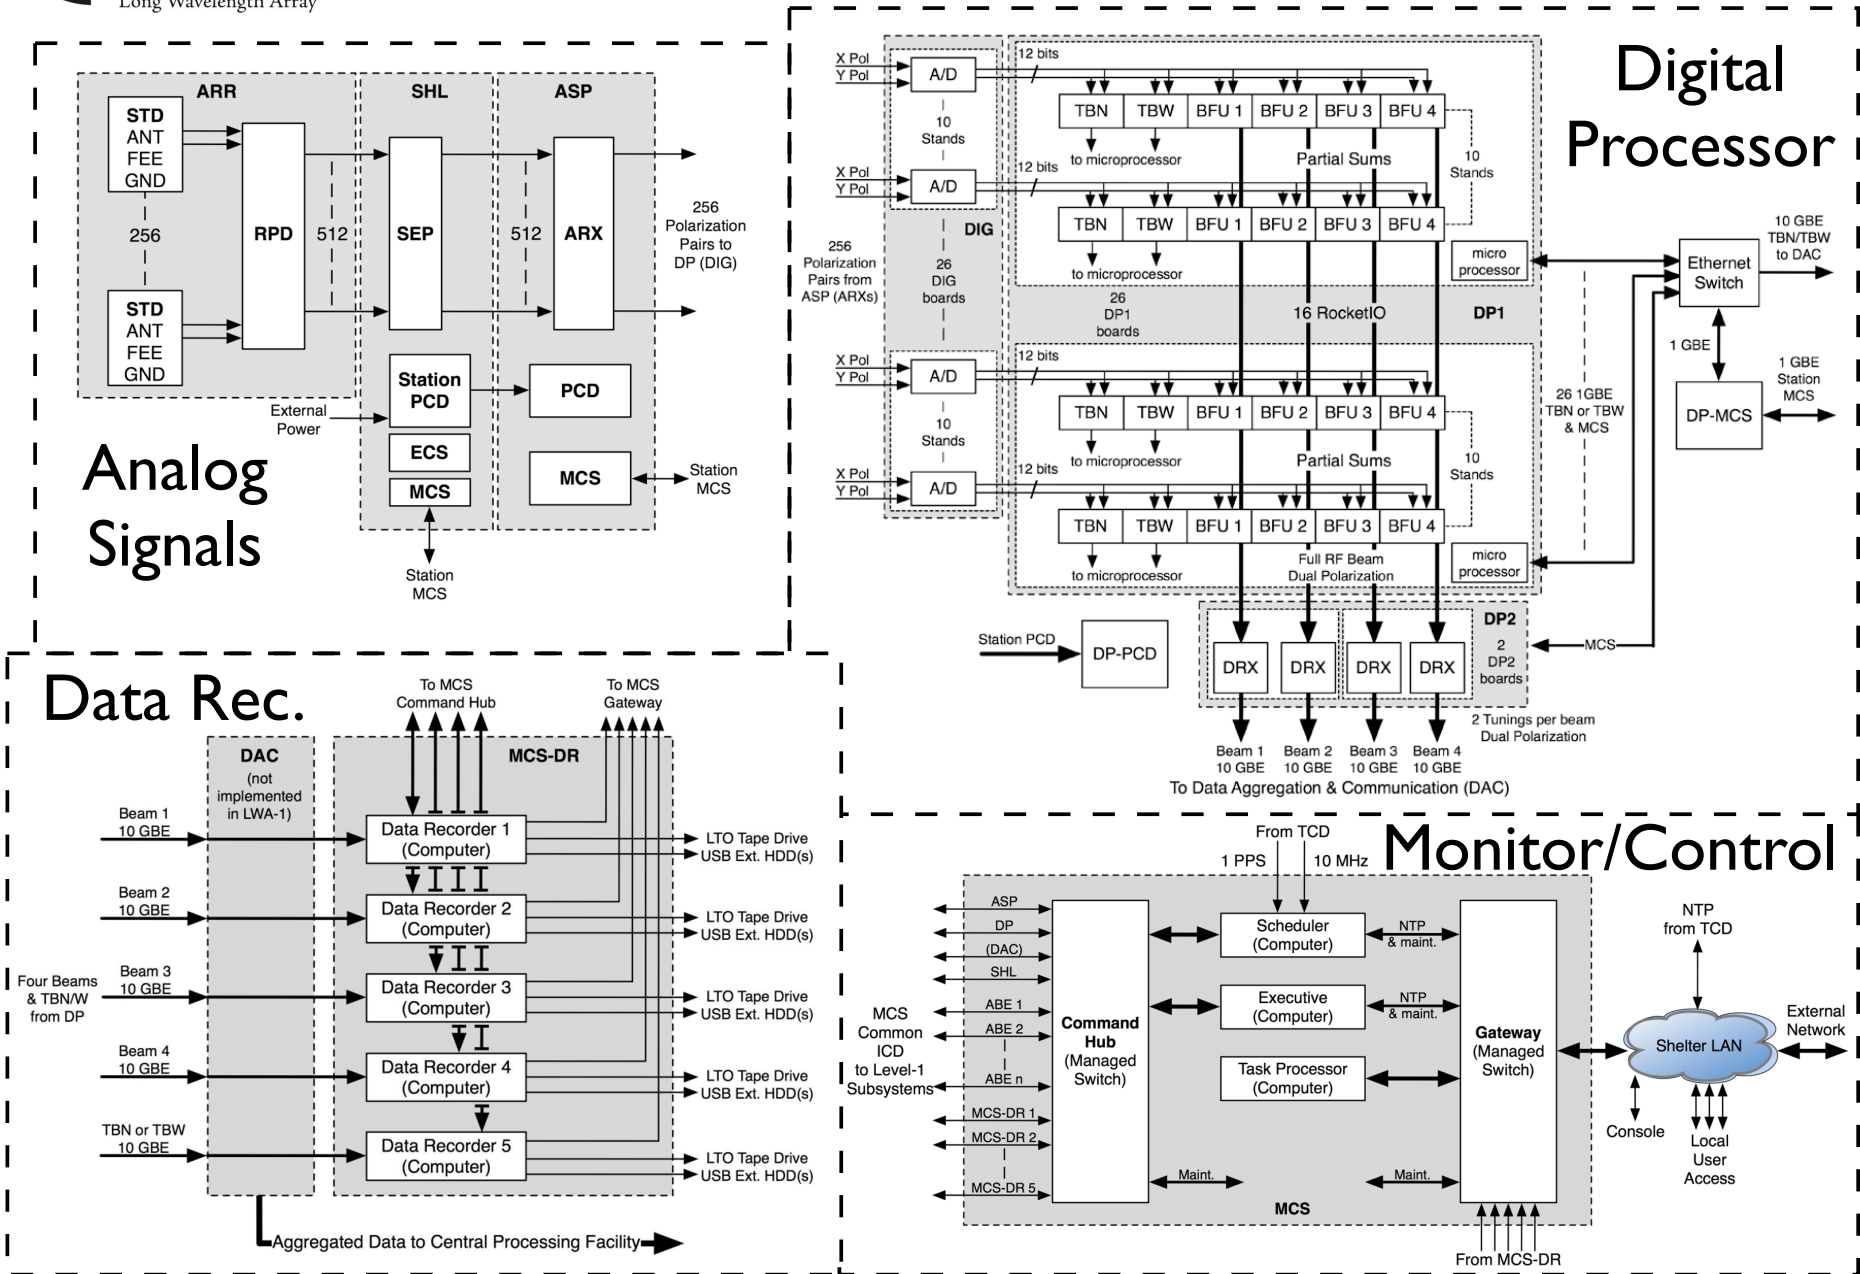 Long Wavelength Array
ARR
SHL
ASP
STD
ANT
FEE
GND
256
STD
ANT
FEE
GND
RPD
512
SEP
512
ARX
256
Polarization
Pairs to
DP (DIG)
Station
PCD
PCD
External
Power
ECS
MCS
MCS
Station
MCS
Station
MCS
Analog
Signals
Digital
Processor
X Pol
Y Pol
A/D
12 bits
10
Stands
X Pol
Y Pol
A/D
12 bits
TBN
TBW
BFU 1
BFU 2
BFU 3
BFU 4
to microprocessor
Partial Sums
10
Stands
TBN
TBW
BFU 1
BFU 2
BFU 3
BFU 4
to microprocessor
micro
processor
DIG
256
Polarization
Pairs from
ASP (ARXs)
26
DIG
boards
26
DP1
boards
16 RocketIO
DP1
X Pol
Y Pol
A/D
12 bits
10
Stands
X Pol
Y Pol
A/D
12 bits
TBN
TBW
BFU 1
BFU 2
BFU 3
BFU 4
to microprocessor
Partial Sums
10
Stands
TBN
TBW
BFU 1
BFU 2
BFU 3
BFU 4
to microprocessor
Full RF Beam
Dual Polarization
micro
processor
10 GBE
TBN/TBW
to DAC
Ethernet
Switch
1 GBE
DP-MCS
1 GBE
Station
MCS
26 1GBE
TBN or TBW
& MCS
Station PCD
DP-PCD
DRX
DRX
DRX
DRX
DP2
2
DP2
boards
MCS
2 Tunings per beam
Dual Polarization
Beam 1
10 GBE
Beam 2
10 GBE
Beam 3
10 GBE
Beam 4
10 GBE
To Data Aggregation & Communication (DAC)
Data Rec.
To MCS
Command Hub
To MCS
Gateway
DAC
(not
implemented
in LWA-1)
MCS-DR
Beam 1
10 GBE
Data Recorder 1
(Computer)
LTO Tape Drive
USB Ext. HDD(s)
Beam 2
10 GBE
Data Recorder 2
(Computer)
LTO Tape Drive
USB Ext. HDD(s)
Four Beams
& TBN/W
from DP
Beam 3
10 GBE
Data Recorder 3
(Computer)
LTO Tape Drive
USB Ext. HDD(s)
Beam 4
10 GBE
Data Recorder 4
(Computer)
LTO Tape Drive
USB Ext. HDD(s)
TBN or TBW
10 GBE
Data Recorder 5
(Computer)
LTO Tape Drive
USB Ext. HDD(s)
Aggregated Data to Central Processing Facility
Monitor/Control
From TCD
1 PPS
10 MHz
ASP
DP
(DAC)
SHL
ABE 1
ABE 2
ABE n
MCS-DR 1
MCS-DR 2
MCS-DR 5
MCS
Common
ICD
to Level-1
Subsystems
Command
Hub
(Managed
Switch)
Scheduler
(Computer)
NTP
& maint.
Executive
(Computer)
NTP
& maint.
Task Processor
(Computer)
Maint.
Maint.
Gateway
(Managed
Switch)
MCS
From MCS-DR
NTP
from TCD
Shelter LAN
External
Network
Console
Local
User
Access